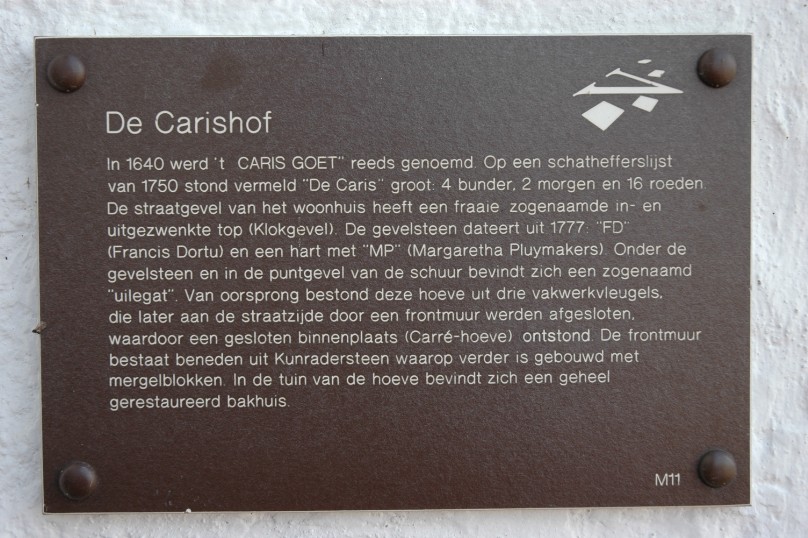 De Carishof
In 1640 werd 't CARIS GOET" reeds genoemd. Op een schathefferslijst
van 1750 stond vermeld "De Caris" groot: 4 bunder, 2 morgen en 16 roeden.
De straatgevel van het woonhuis heeft een fraaie zogenaamde in- en
uitgezwenkte top (Klokgevel). De gevelsteen dateert uit 1777: "FD"
(Francis Dortu) en een hart met "MP" (Margaretha Pluymakers). Onder de
gevelsteen en in de puntgevel van de schuur bevindt zich een zogenaamd
"uilegat". Van oorsprong bestond deze hoeve uit drie vakwerkvleugels,
die later aan de straatzijde door een frontmuur werden afgesloten,
waardoor een gesloten binnenplaats (Carré-hoeve) ontstond. De frontmuur
bestaat beneden uit Kunradersteen waarop verder is gebouwd met
mergelblokken. In de tuin van de hoeve bevindt zich een geheel
gerestaureerd bakhuis.
M11